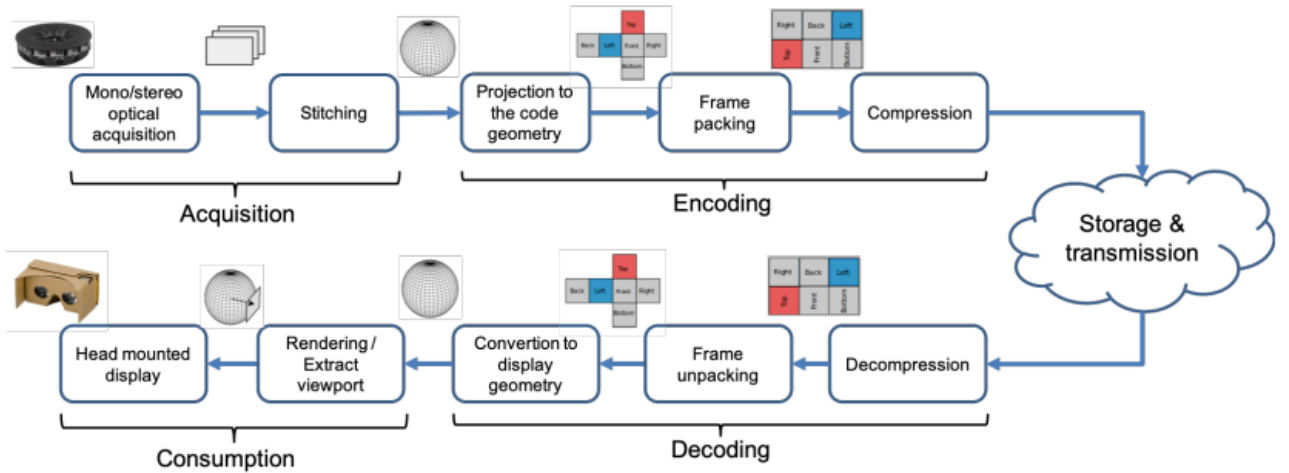 Top
Back Left Front Right
Bottom
Right Back Left
Top Front Bottom
Mono/stereo
optical
acquisition
Stitching
Projection to
the code
geometry
Frame
packing
Compression
Acquisition
Encoding
Storage &
transmission
Top
Back Left Front Right
Bottom
Right Back Left
Top Front Bottom
Head mounted
display
Rendering /
Extract
viewport
Convertion to
display
geometry
Frame
unpacking
Decompression
Consumption
Decoding